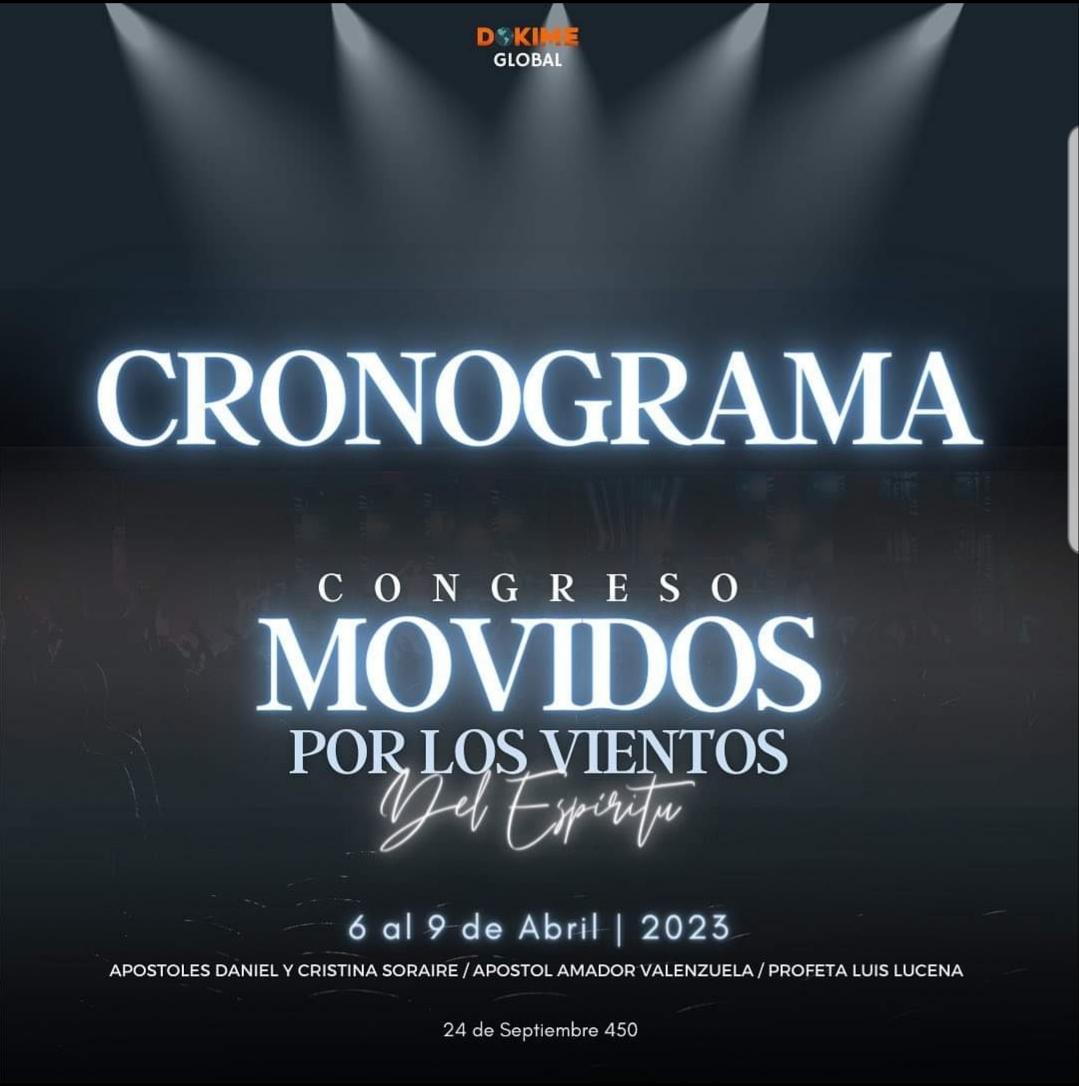 DOKIME
GLOBAL
CRONOGRAMA
CONGRESO
MOVIDOS
POR LOS VIENTOS
Del Espíritu
6 al 9 de Abril | 2023
APOSTOLES DANIEL Y CRISTINA SORAIRE / APOSTOL AMADOR VALENZUELA / PROFETA LUIS LUCENA
24 de Septiembre 450